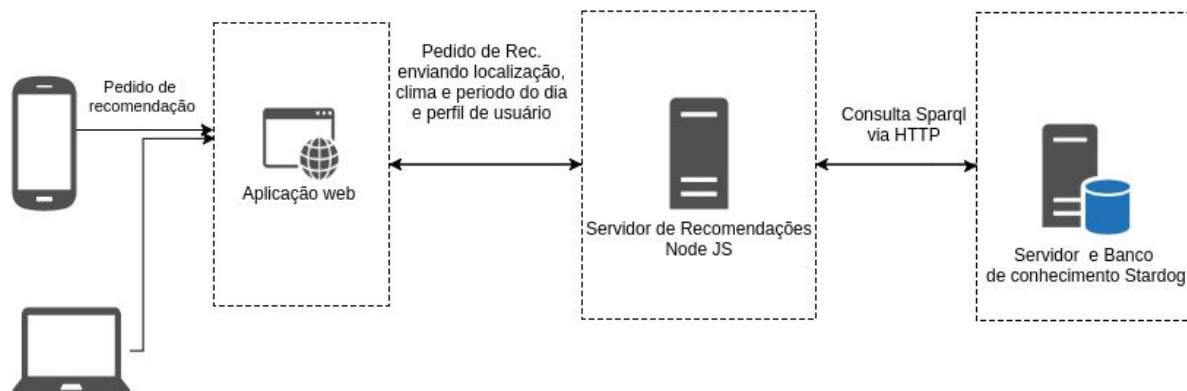 Pedido de
recomendação
Aplicação web
Pedido de Rec.
enviando localização,
clima e periodo do dia
e perfil de usuário
Servidor de Recomendações
Node JS
Consulta Sparql
via HTTP
Servidor e Banco
de conhecimento Stardog